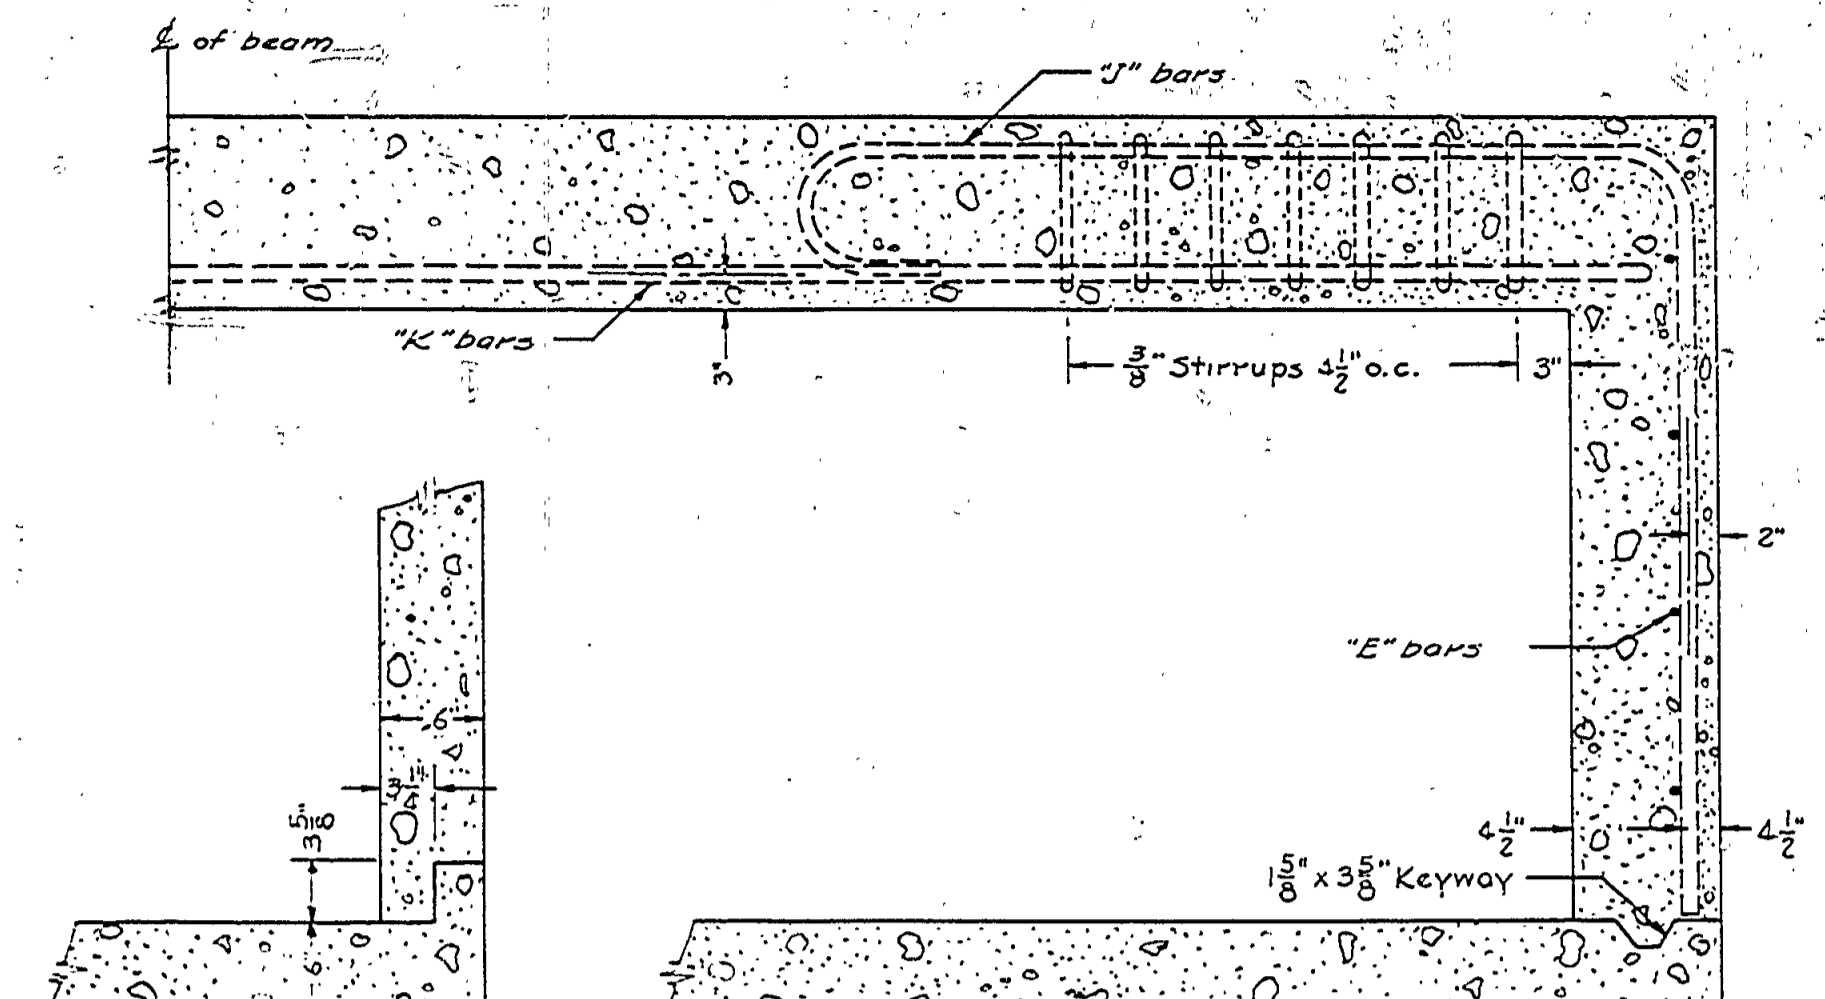 ℄ of beam
"J" bars
"K" bars
3"
3/8" Stirrups 4 1/2" o.c.
3"
2"
"E" bars
6"
3 1/4"
3 5/8"
4 1/2"
4 1/2"
1 5/8" x 3 5/8" Keyway
6